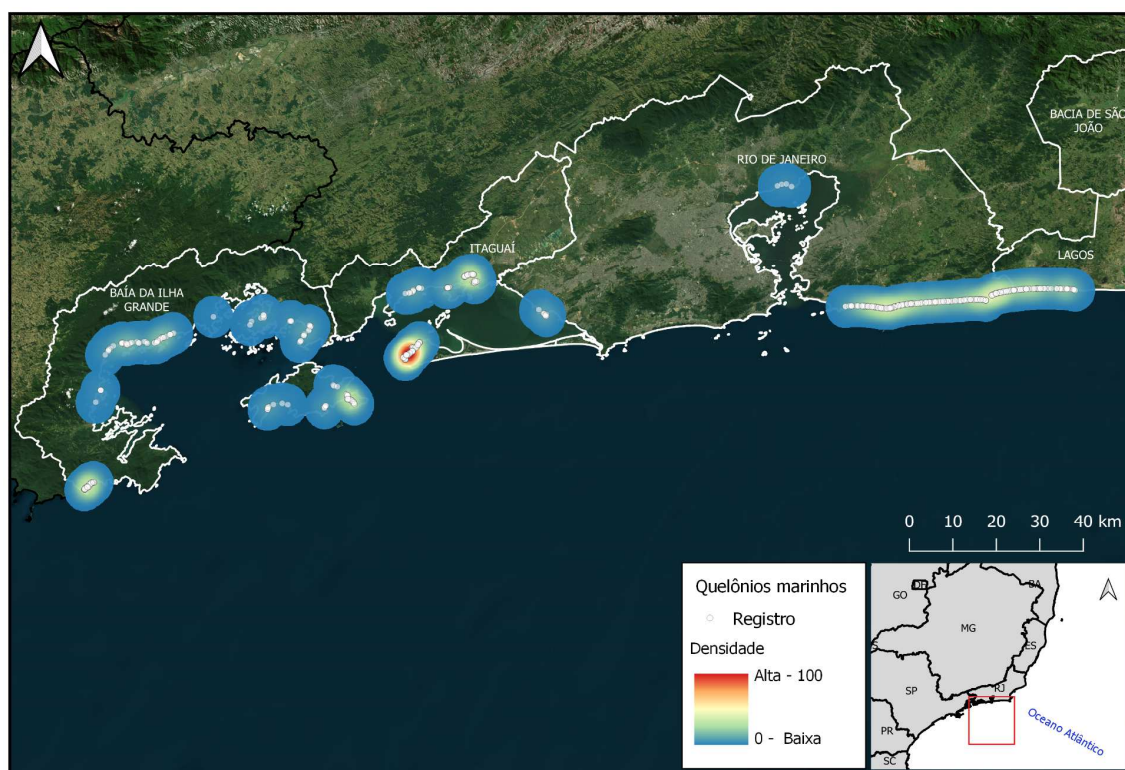 BACIA DE SÃO
JOÃO
RIO DE JANEIRO
ITAGUAÍ
LAGOS
BAÍA DA ILHA
GRANDE
0 10 20 30 40 km
Quelônios marinhos
Registro
Densidade
Alta - 100
0 - Baixa
GO
DF
BA
MG
ES
S
SP
RJ
PR
SC
Oceano Atlântico